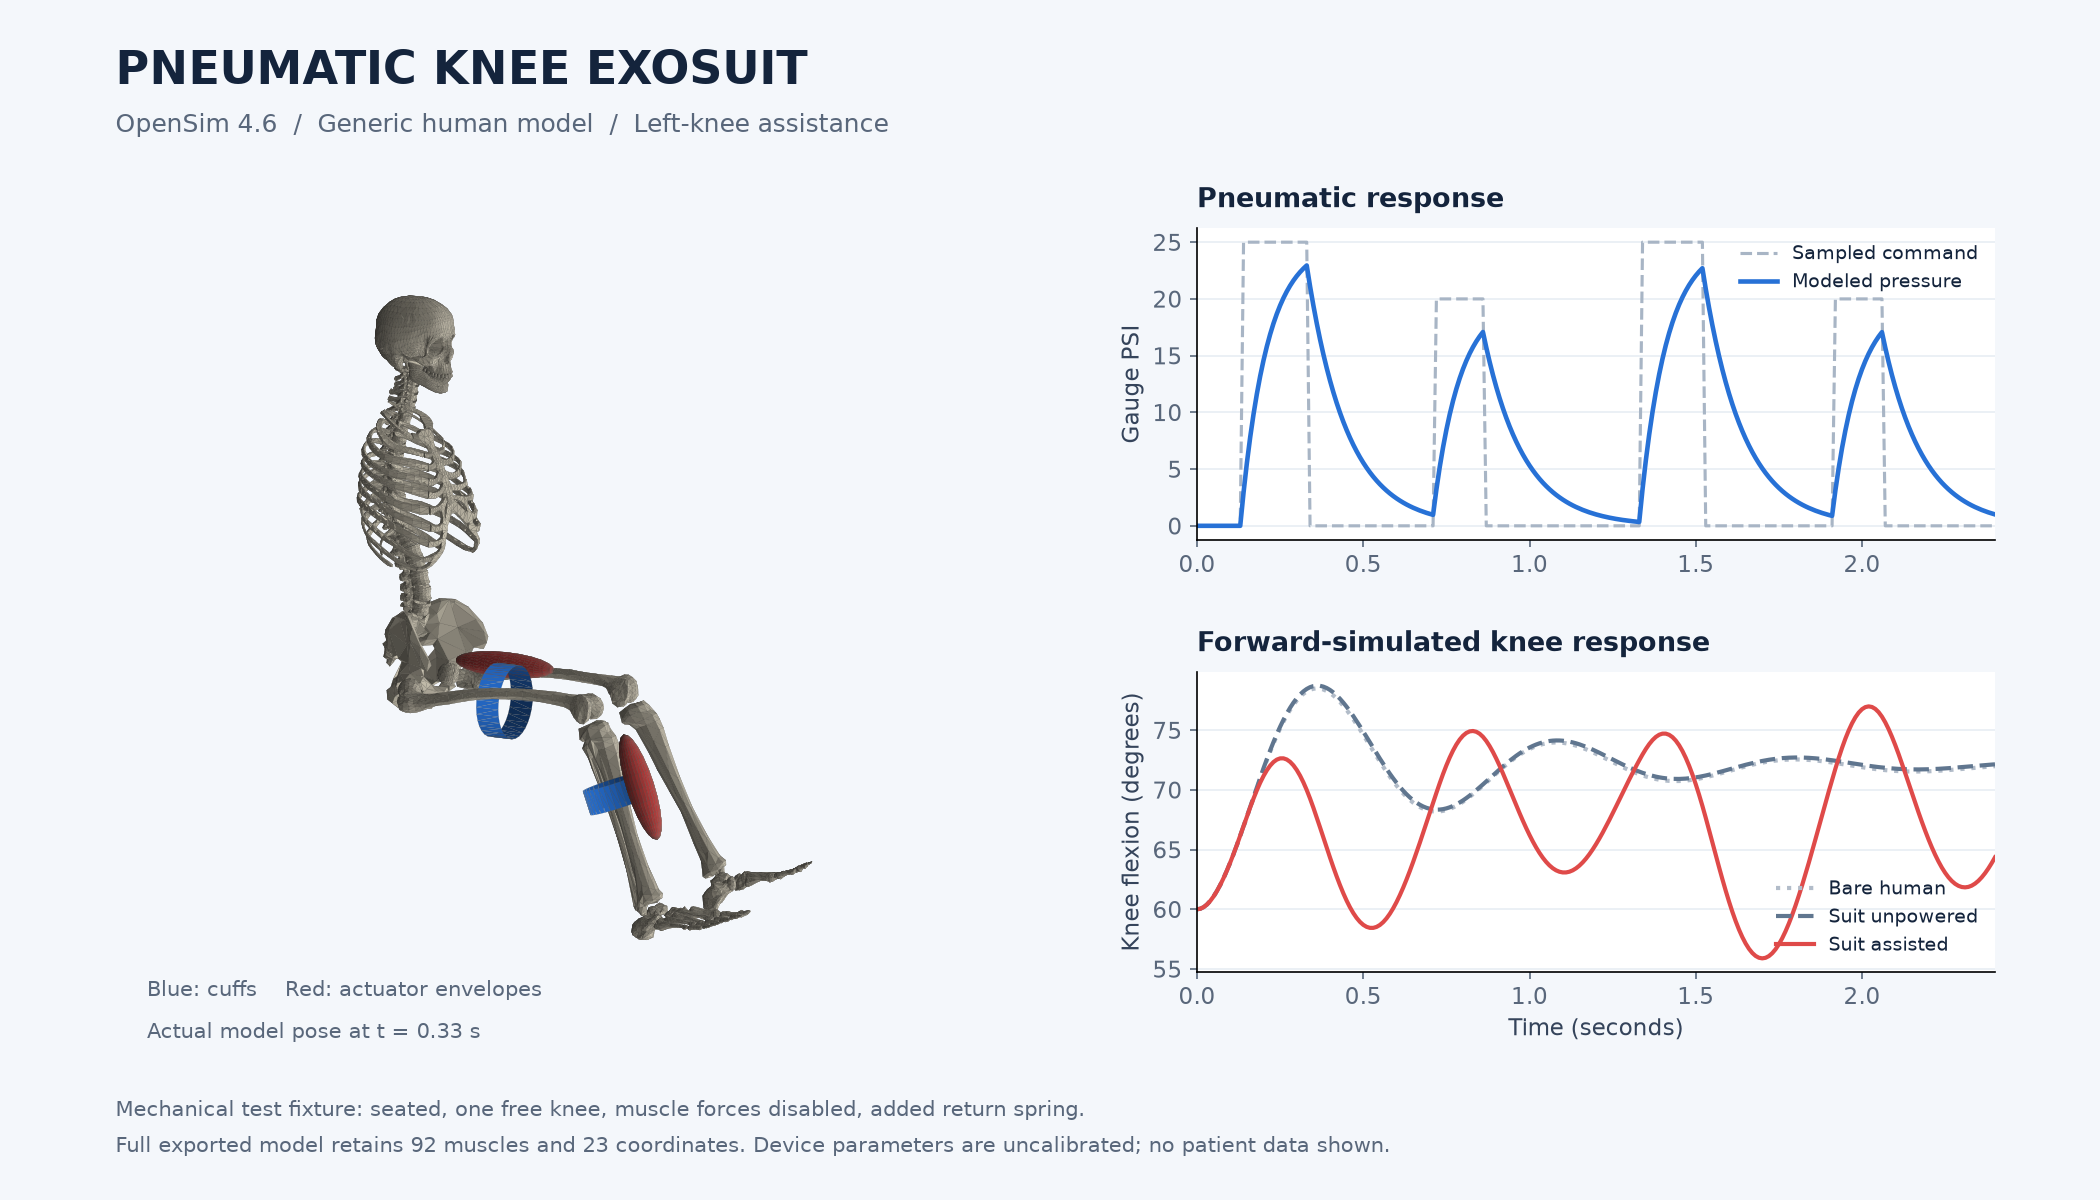 PNEUMATIC KNEE EXOSUIT
OpenSim 4.6 / Generic human model / Left-knee assistance
Pneumatic response
Gauge PSI
25
20
15
10
5
0
Sampled command
Modeled pressure
0.0 0.5 1.0 1.5 2.0
Forward-simulated knee response
Knee flexion (degrees)
75
70
65
60
55
Bare human
Suit unpowered
Suit assisted
0.0 0.5 1.0 1.5 2.0
Time (seconds)
Blue: cuffs Red: actuator envelopes
Actual model pose at t = 0.33 s
Mechanical test fixture: seated, one free knee, muscle forces disabled, added return spring.
Full exported model retains 92 muscles and 23 coordinates. Device parameters are uncalibrated; no patient data shown.